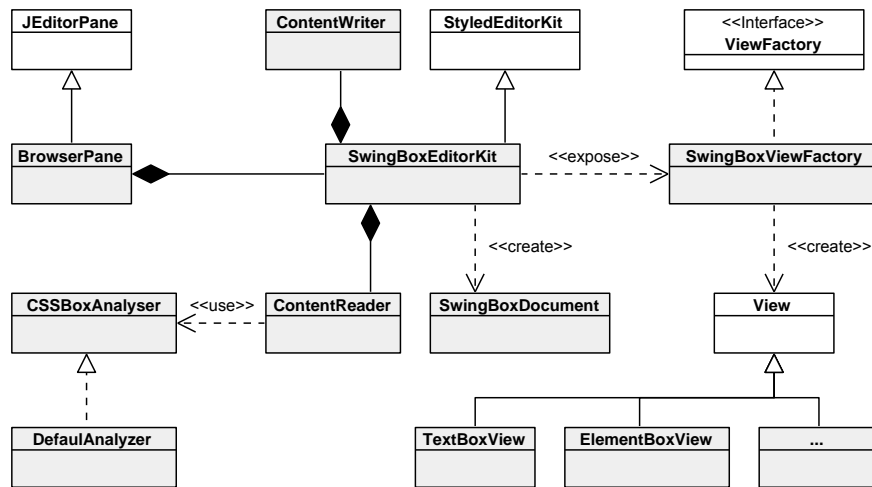 JEditorPane
ContentWriter
StyledEditorKit
<<Interface>>
ViewFactory
BrowserPane
SwingBoxEditorKit
<<expose>>
SwingBoxViewFactory
<<create>>
<<create>>
CSSBoxAnalyser
<<use>>
ContentReader
SwingBoxDocument
View
DefaulAnalyzer
TextBoxView
ElementBoxView
...